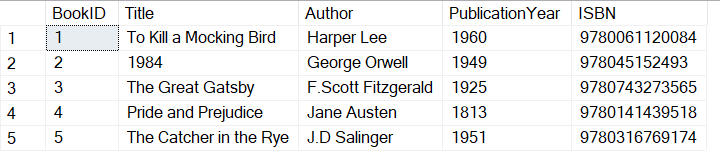 BookID Title Author PublicationYear ISBN
1 1 To Kill a Mocking Bird Harper Lee 1960 9780061120084
2 2 1984 George Orwell 1949 978045152493
3 3 The Great Gatsby F.Scott Fitzgerald 1925 9780743273565
4 4 Pride and Prejudice Jane Austen 1813 9780141439518
5 5 The Catcher in the Rye J.D Salinger 1951 9780316769174